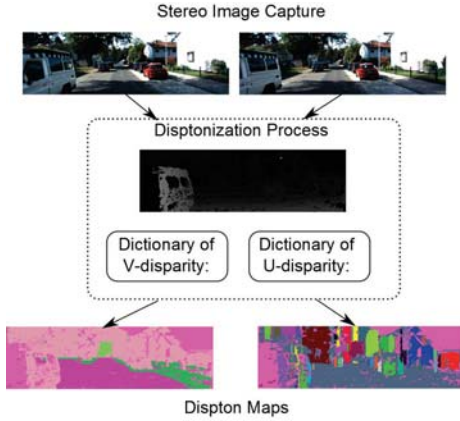 Stereo Image Capture
Disptonization Process
Dictionary of
V-disparity:
Dictionary of
U-disparity:
Dispton Maps